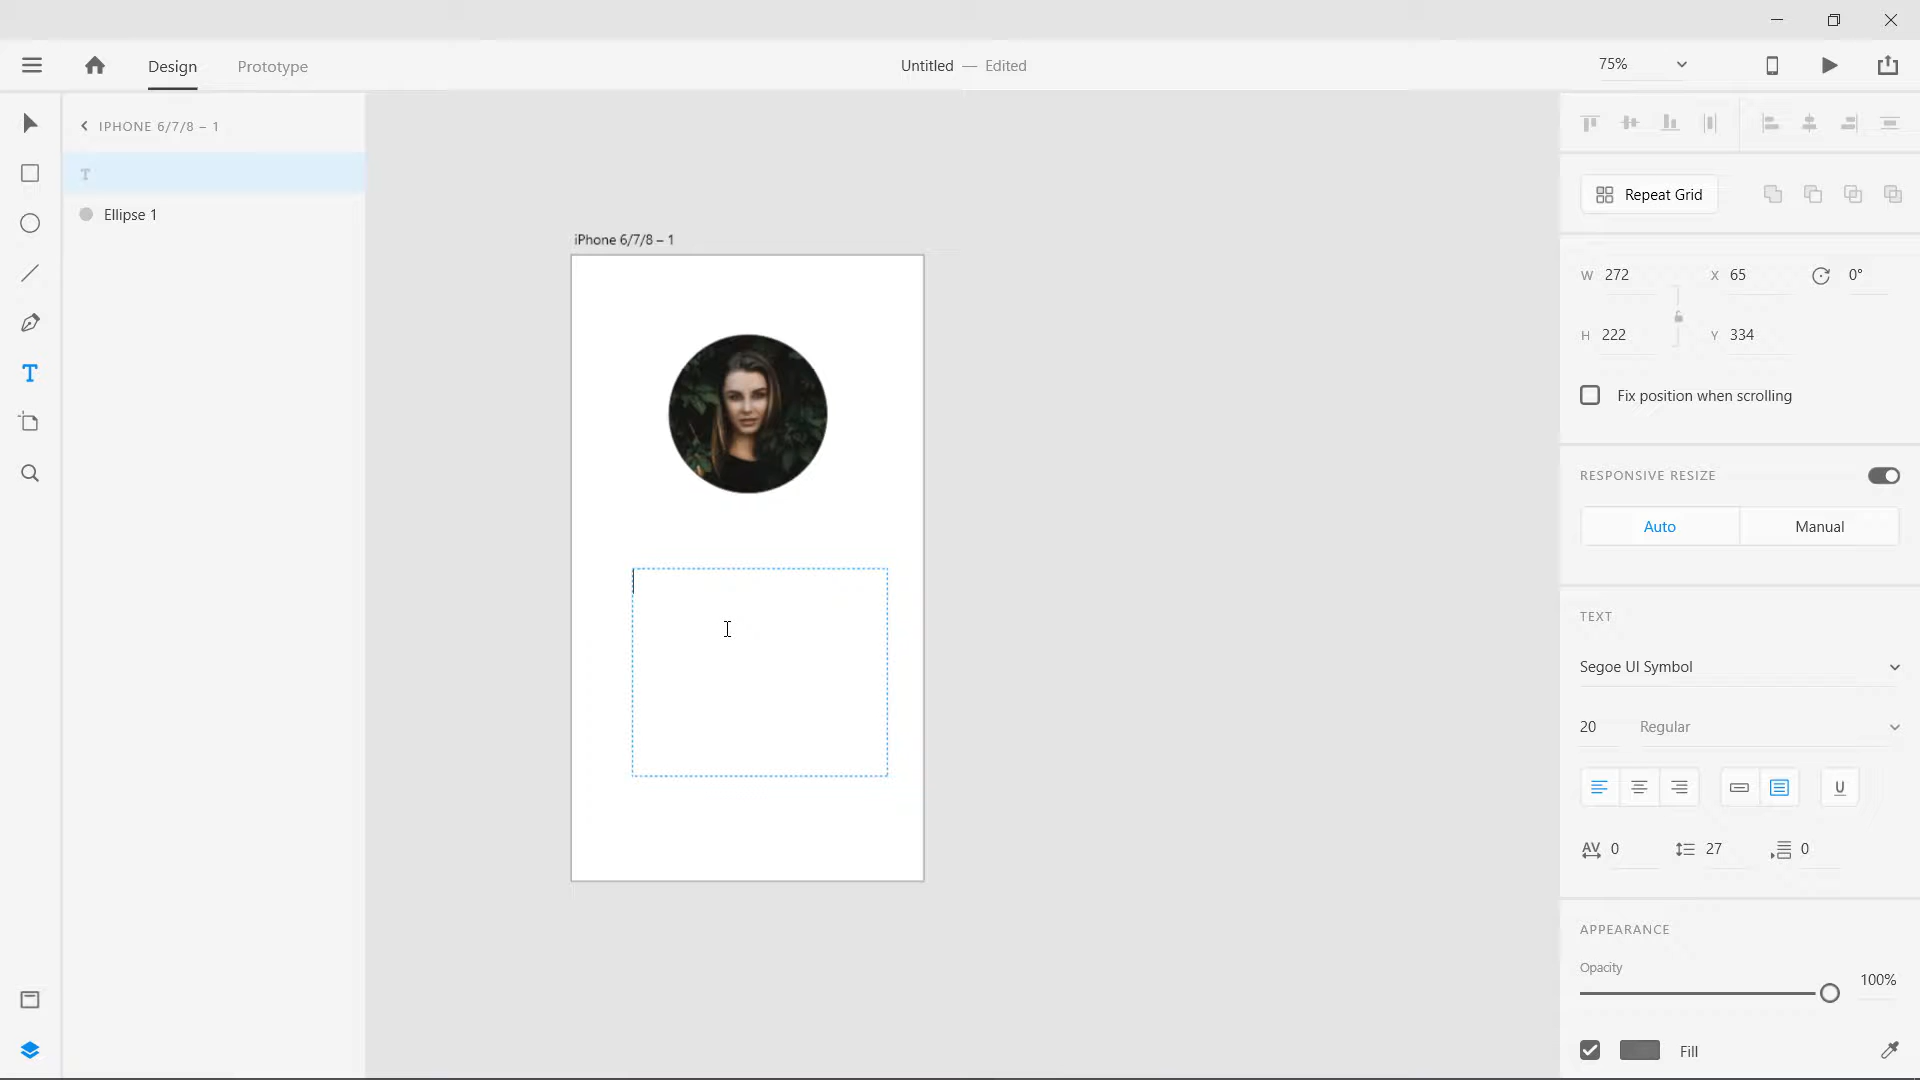 Design
Prototype
Untitled — Edited
75%
IPHONE 6/7/8 – 1
T
Ellipse 1
iPhone 6/7/8 – 1
Repeat Grid
W 272
X 65
0°
H 222
Y 334
Fix position when scrolling
RESPONSIVE RESIZE
Auto
Manual
TEXT
Segoe UI Symbol
20
Regular
U
AV 0
27
0
APPEARANCE
Opacity
100%
Fill